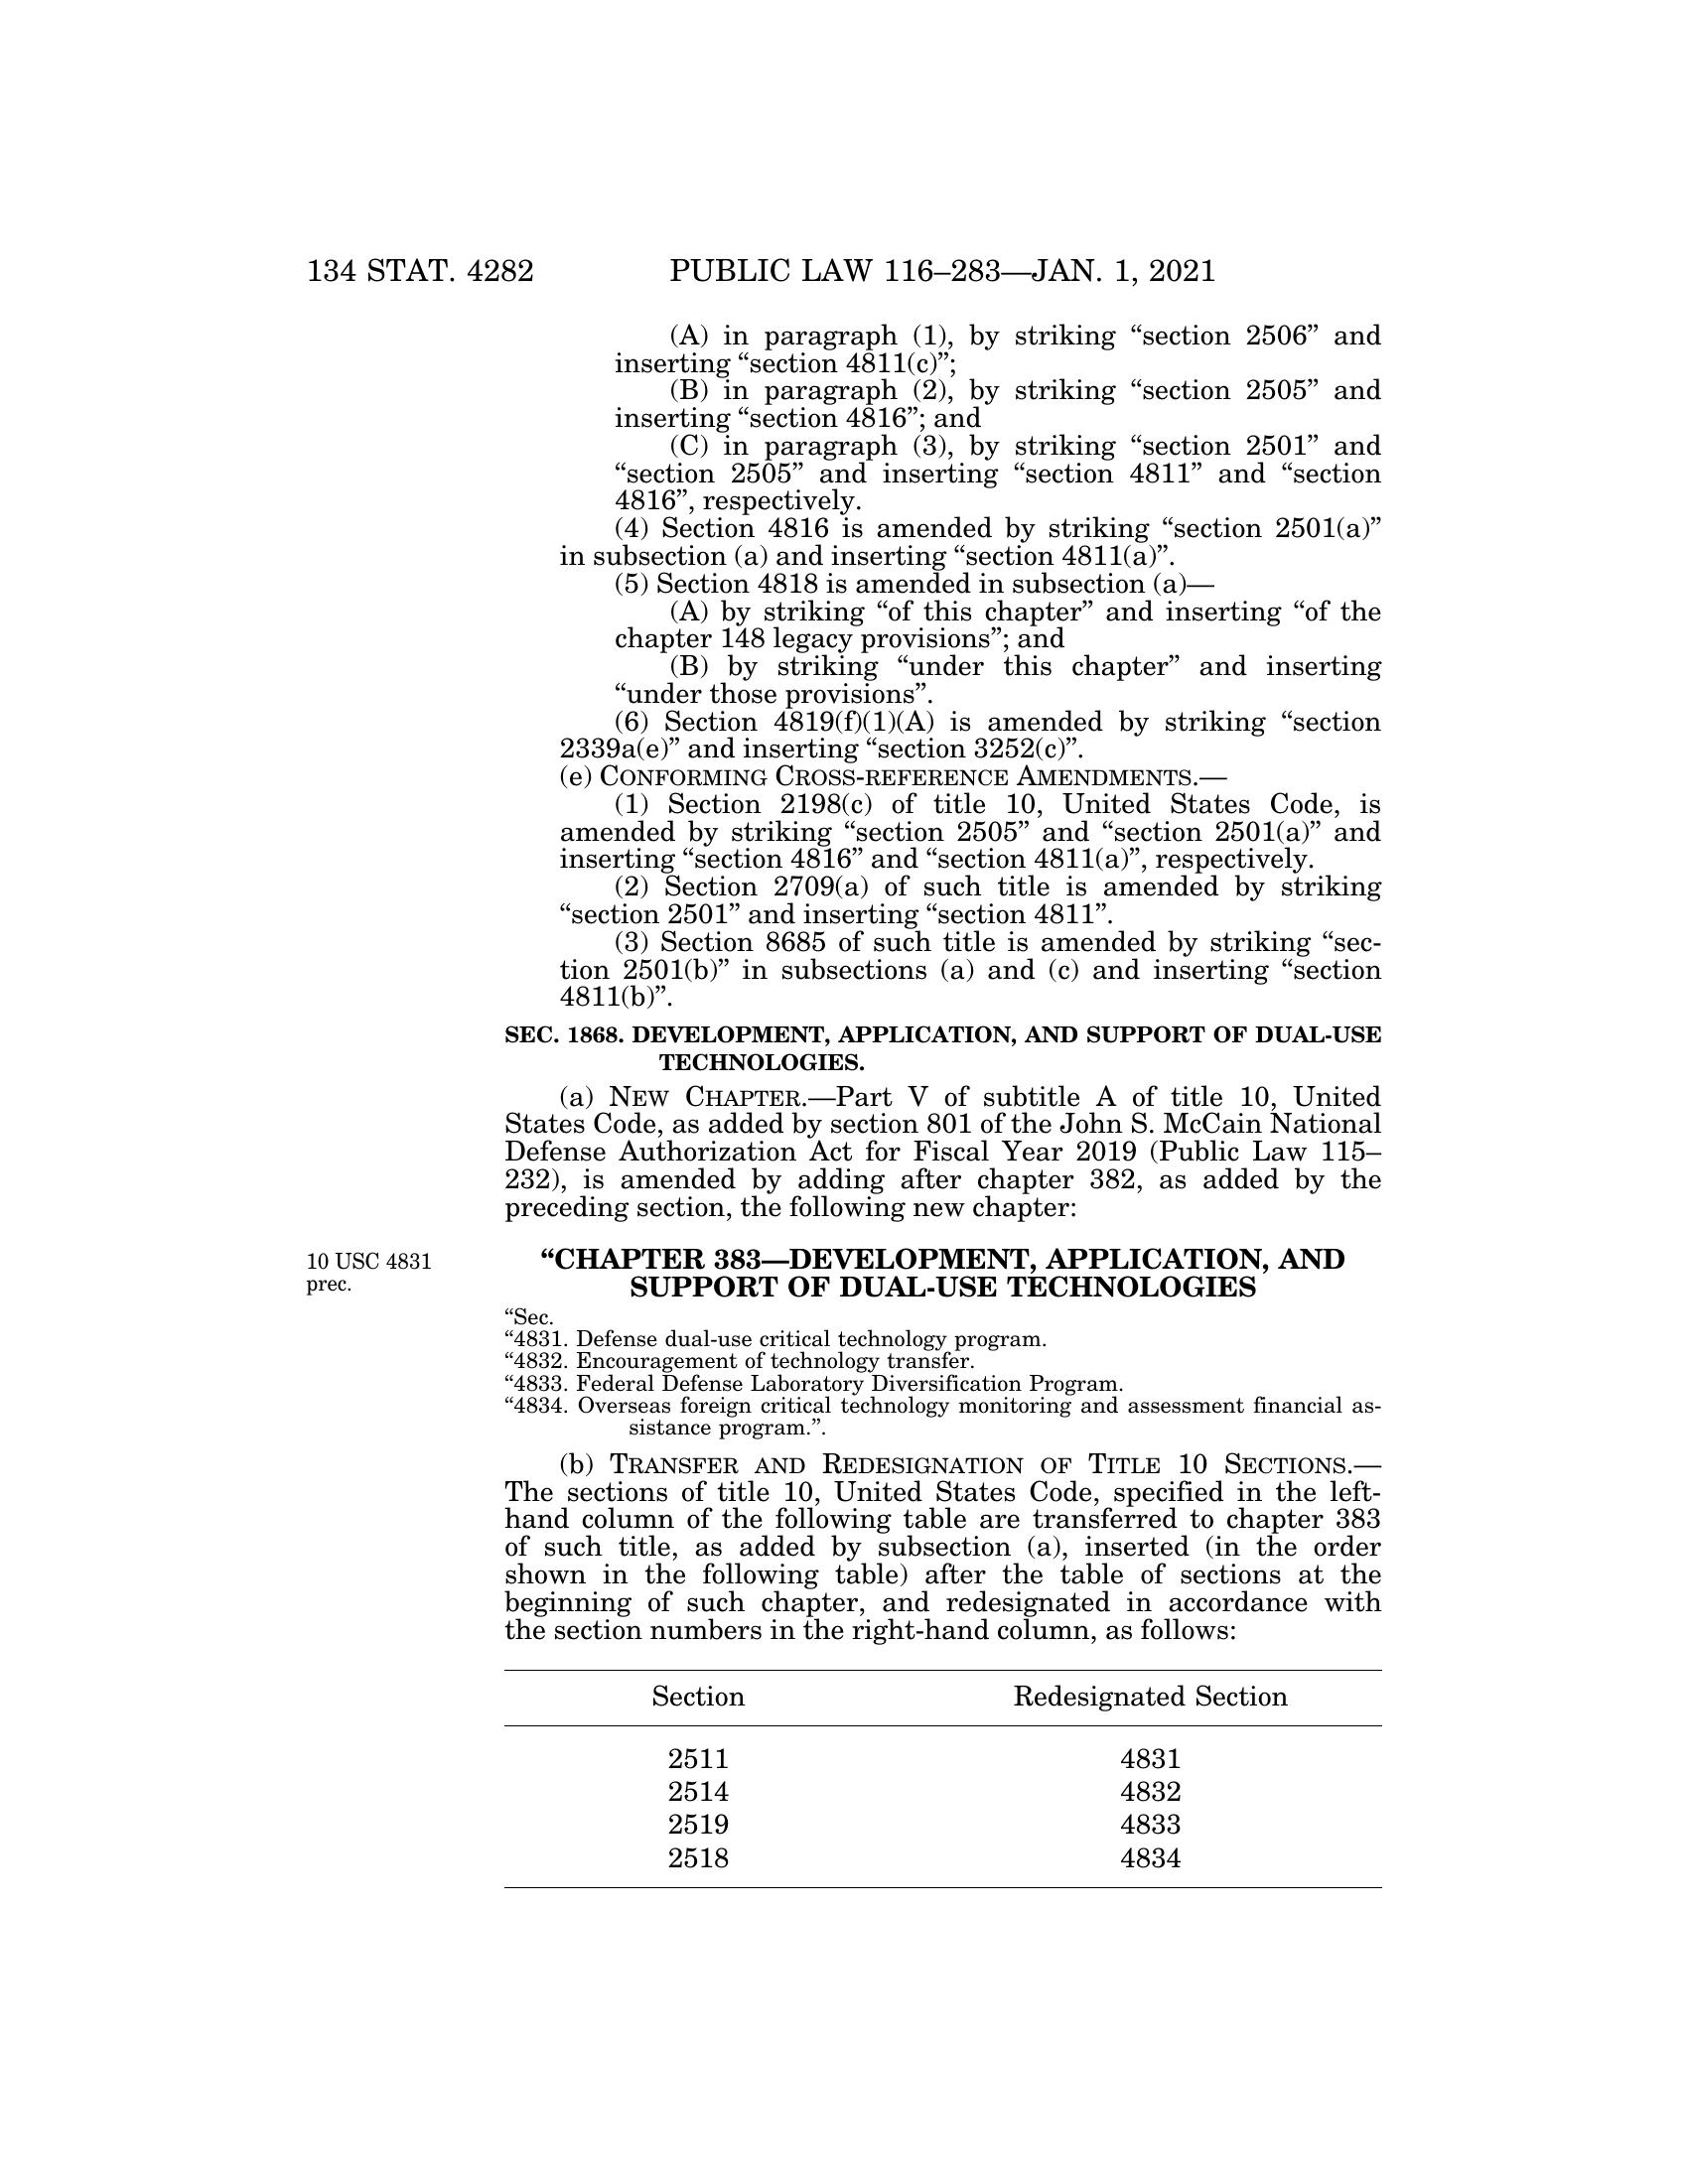 134 STAT. 4282 PUBLIC LAW 116–283—JAN. 1, 2021
(A) in paragraph (1), by striking “section 2506” and
inserting “section 4811(c)”;
(B) in paragraph (2), by striking “section 2505” and
inserting “section 4816”; and
(C) in paragraph (3), by striking “section 2501” and
“section 2505” and inserting “section 4811” and “section
4816”, respectively.
(4) Section 4816 is amended by striking “section 2501(a)”
in subsection (a) and inserting “section 4811(a)”.
(5) Section 4818 is amended in subsection (a)—
(A) by striking “of this chapter” and inserting “of the
chapter 148 legacy provisions”; and
(B) by striking “under this chapter” and inserting
“under those provisions”.
(6) Section 4819(f)(1)(A) is amended by striking “section
2339a(e)” and inserting “section 3252(c)”.
(e) CONFORMING CROSS-REFERENCE AMENDMENTS.—
(1) Section 2198(c) of title 10, United States Code, is
amended by striking “section 2505” and “section 2501(a)” and
inserting “section 4816” and “section 4811(a)”, respectively.
(2) Section 2709(a) of such title is amended by striking
“section 2501” and inserting “section 4811”.
(3) Section 8685 of such title is amended by striking “sec-
tion 2501(b)” in subsections (a) and (c) and inserting “section
4811(b)”.
SEC. 1868. DEVELOPMENT, APPLICATION, AND SUPPORT OF DUAL-USE
TECHNOLOGIES.
(a) NEW CHAPTER.—Part V of subtitle A of title 10, United
States Code, as added by section 801 of the John S. McCain National
Defense Authorization Act for Fiscal Year 2019 (Public Law 115–
232), is amended by adding after chapter 382, as added by the
preceding section, the following new chapter:
10 USC 4831
prec.
“CHAPTER 383—DEVELOPMENT, APPLICATION, AND
SUPPORT OF DUAL-USE TECHNOLOGIES
“Sec.
“4831. Defense dual-use critical technology program.
“4832. Encouragement of technology transfer.
“4833. Federal Defense Laboratory Diversification Program.
“4834. Overseas foreign critical technology monitoring and assessment financial as-
sistance program.”.
(b) TRANSFER AND REDESIGNATION OF TITLE 10 SECTIONS.—
The sections of title 10, United States Code, specified in the left-
hand column of the following table are transferred to chapter 383
of such title, as added by subsection (a), inserted (in the order
shown in the following table) after the table of sections at the
beginning of such chapter, and redesignated in accordance with
the section numbers in the right-hand column, as follows:
Section Redesignated Section
2511 4831
2514 4832
2519 4833
2518 4834